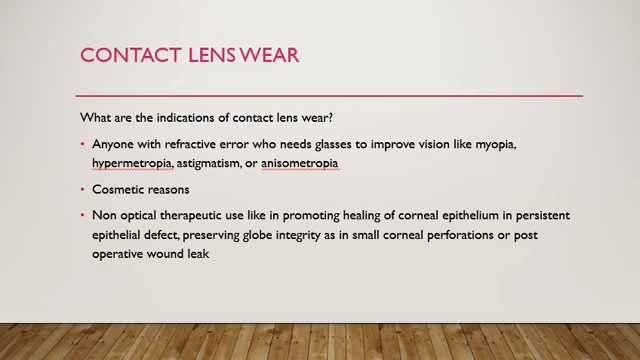 CONTACT LENS WEAR
What are the indications of contact lens wear?
• Anyone with refractive error who needs glasses to improve vision like myopia,
hypermetropia, astigmatism, or anisometropia
• Cosmetic reasons
• Non optical therapeutic use like in promoting healing of corneal epithelium in persistent
epithelial defect, preserving globe integrity as in small corneal perforations or post
operative wound leak